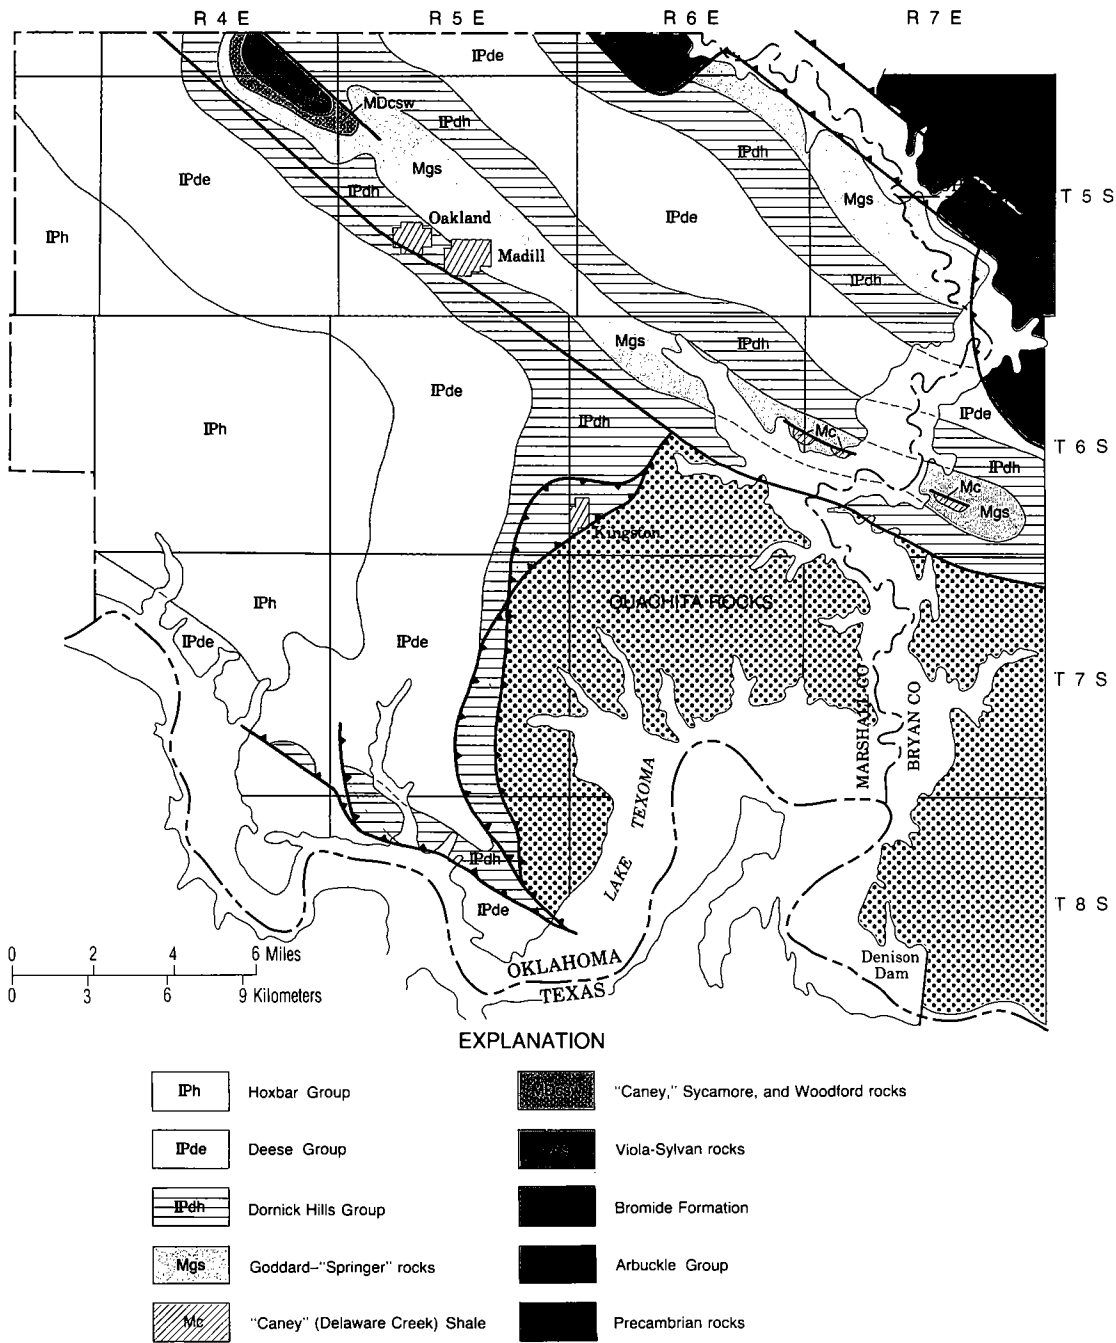 R 4 E R 5 E R 6 E R 7 E
IPde
MDcsw
IPdh
IPdh
Mgs
Mgs
IPde
IPdh
IPde
T 5 S
Oakland
IPh
Madill
IPdh
Mgs
IPdh
IPde
IPde
IPh
IPdh
Mc
T 6 S
IPdh
Mc
Mgs
Kingston
OUACHITA ROCKS
IPh
IPde
IPde
T 7 S
MARSHALL CO
BRYAN CO
LAKE TEXOMA
IPdh
IPde
T 8 S
0 2 4 6 Miles
0 3 6 9 Kilometers
OKLAHOMA
TEXAS
Denison
Dam
EXPLANATION
IPh Hoxbar Group
IPde Deese Group
IPdh Dornick Hills Group
Mgs Goddard–"Springer" rocks
Mc "Caney" (Delaware Creek) Shale
"Caney," Sycamore, and Woodford rocks
Viola-Sylvan rocks
Bromide Formation
Arbuckle Group
Precambrian rocks